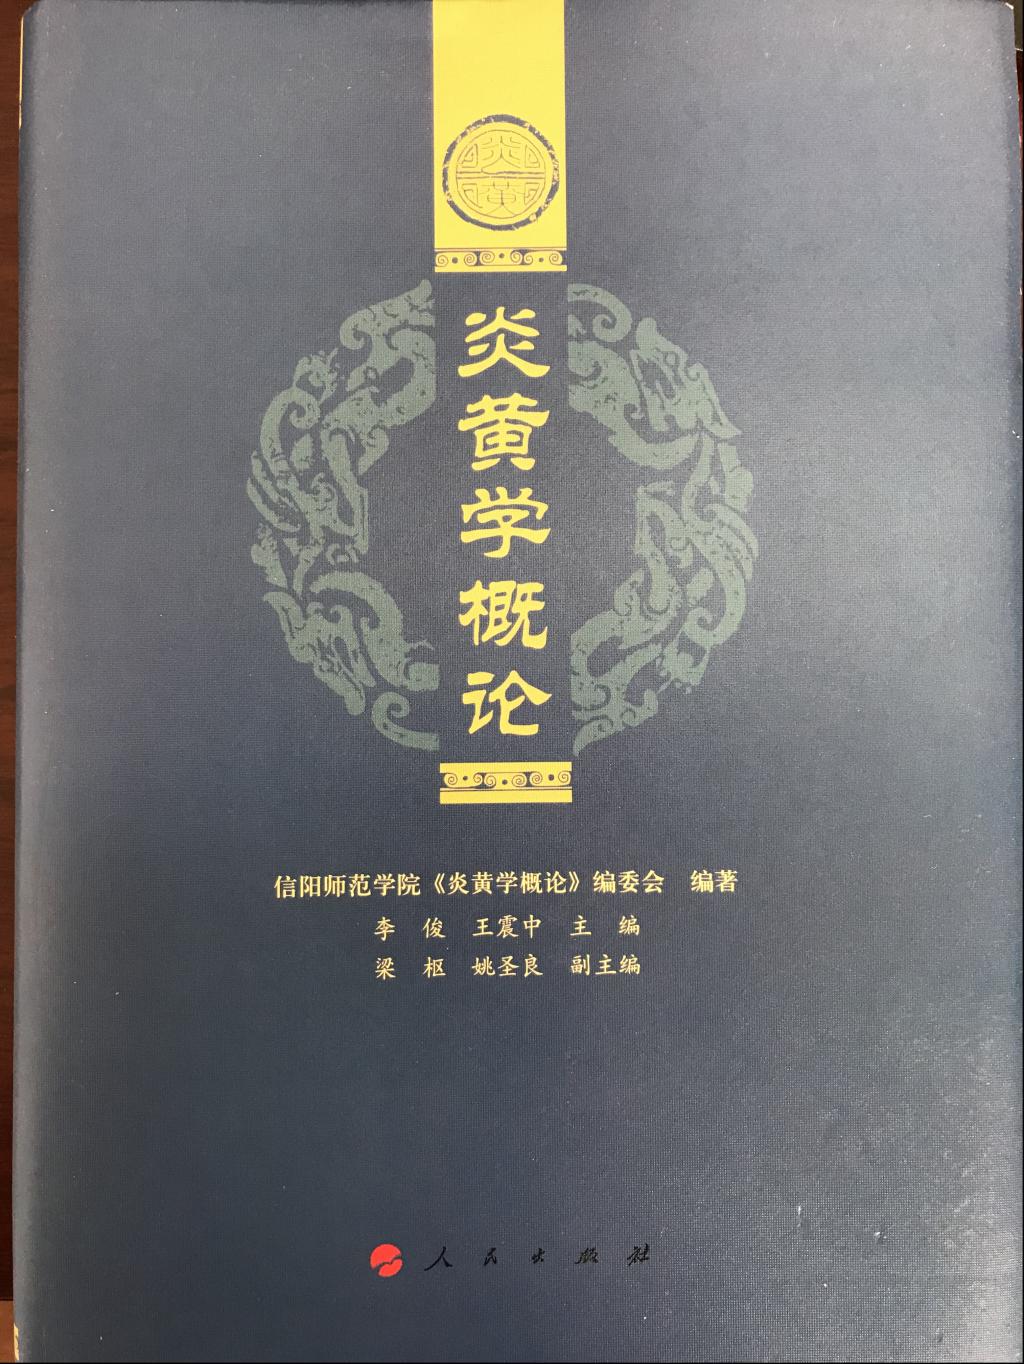 炎黄
炎黄学概论
信阳师范学院《炎黄学概论》编委会 编著
李 俊 王震中 主 编
梁 枢 姚圣良 副主编
人民出版社